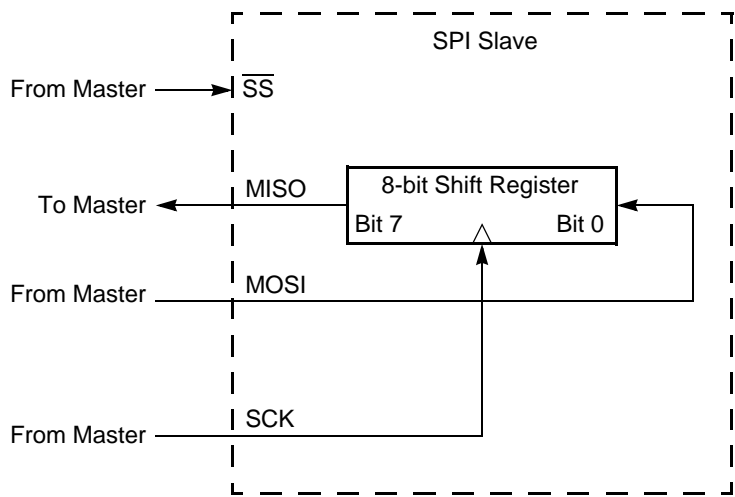 SPI Slave
From Master
S̅S̅
To Master
MISO
8-bit Shift Register
Bit 7
Bit 0
From Master
MOSI
From Master
SCK